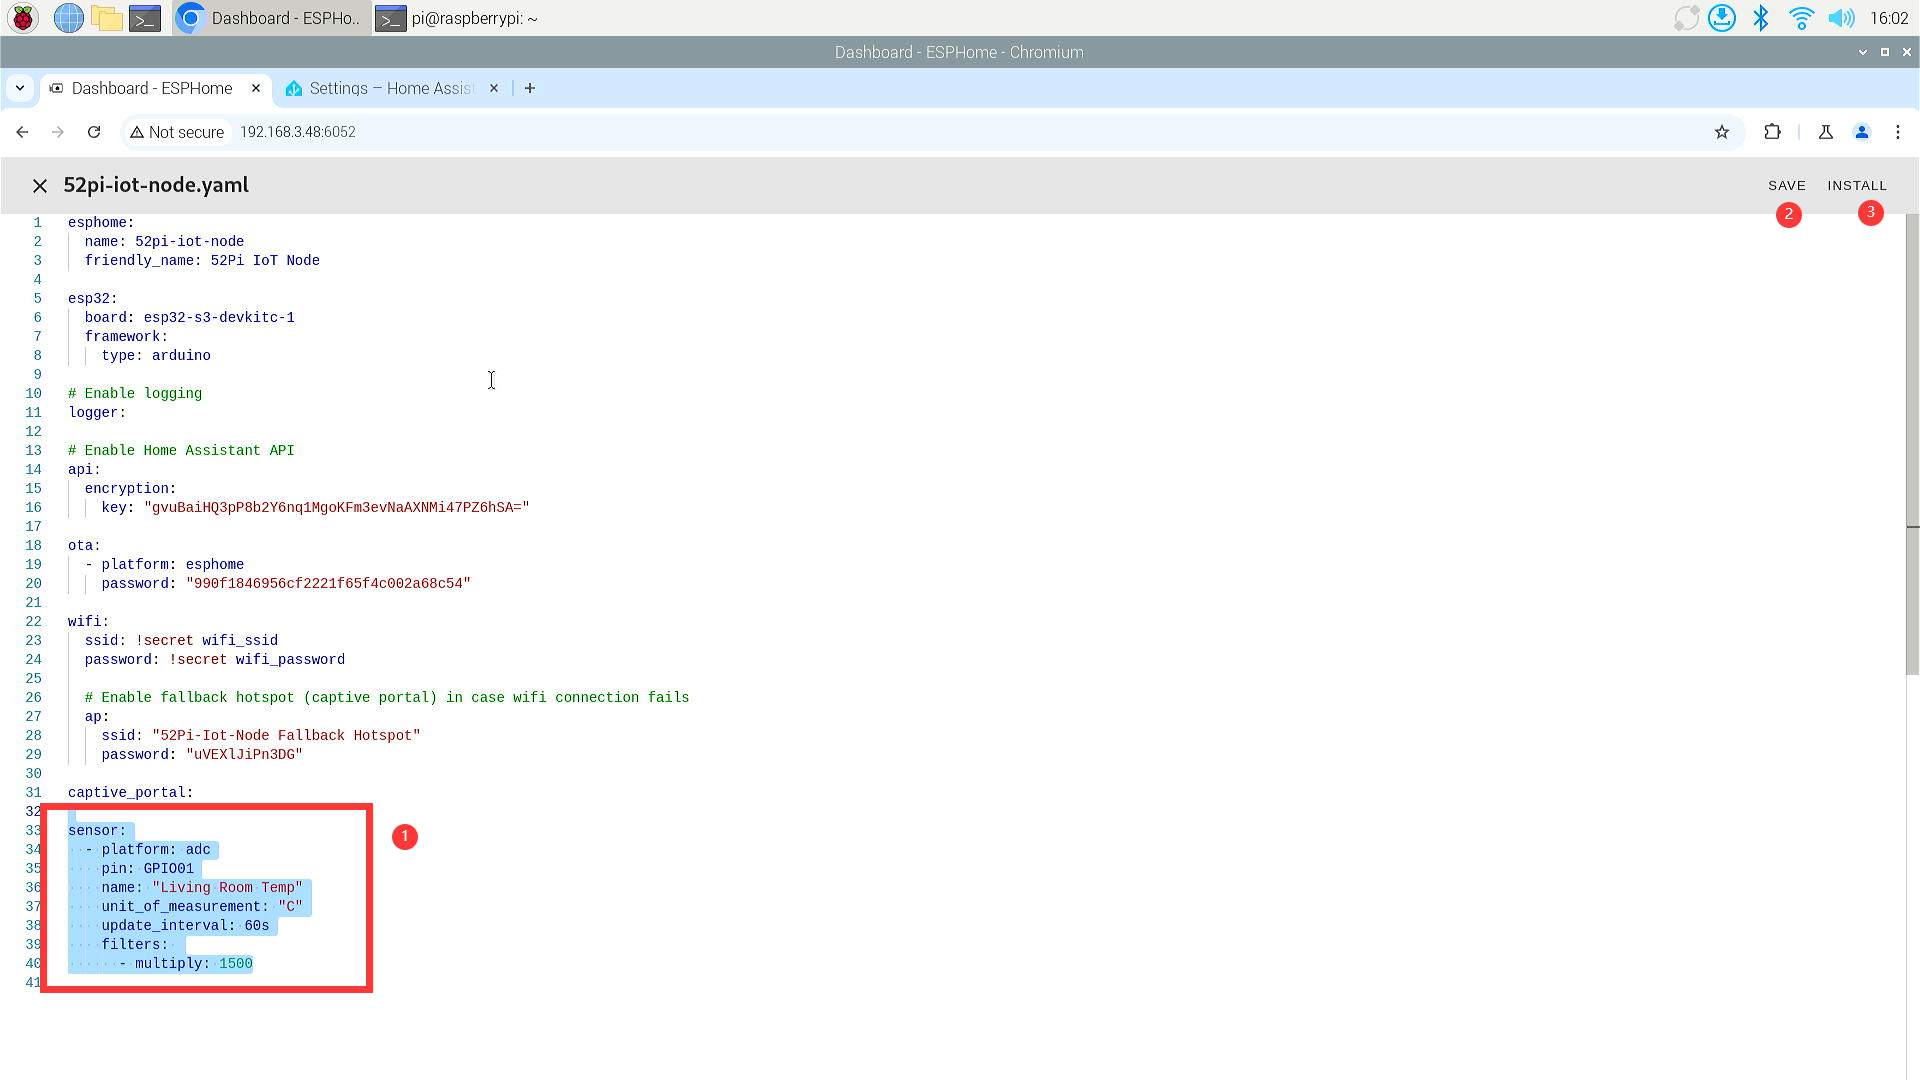 Dashboard - ESPHo..
pi@raspberrypi: ~
16:02
Dashboard - ESPHome - Chromium
Dashboard - ESPHome
Settings – Home Assist
Not secure
192.168.3.48:6052
52pi-iot-node.yaml
SAVE
INSTALL
2
3
1 esphome:
2 name: 52pi-iot-node
3 friendly_name: 52Pi IoT Node
4
5 esp32:
6 board: esp32-s3-devkitc-1
7 framework:
8 type: arduino
9
10 # Enable logging
11 logger:
12
13 # Enable Home Assistant API
14 api:
15 encryption:
16 key: "gvuBaiHQ3pP8b2Y6nq1MgoKFm3evNaAXNMi47PZ6hSA="
17
18 ota:
19 - platform: esphome
20 password: "990f1846956cf2221f65f4c002a68c54"
21
22 wifi:
23 ssid: !secret wifi_ssid
24 password: !secret wifi_password
25
26 # Enable fallback hotspot (captive portal) in case wifi connection fails
27 ap:
28 ssid: "52Pi-Iot-Node Fallback Hotspot"
29 password: "uVEXlJiPn3DG"
30
31 captive_portal:
32
33 sensor:
34 - platform: adc
35 pin: GPIO01
36 name: "Living Room Temp"
37 unit_of_measurement: "C"
38 update_interval: 60s
39 filters:
40 - multiply: 1500
41
1